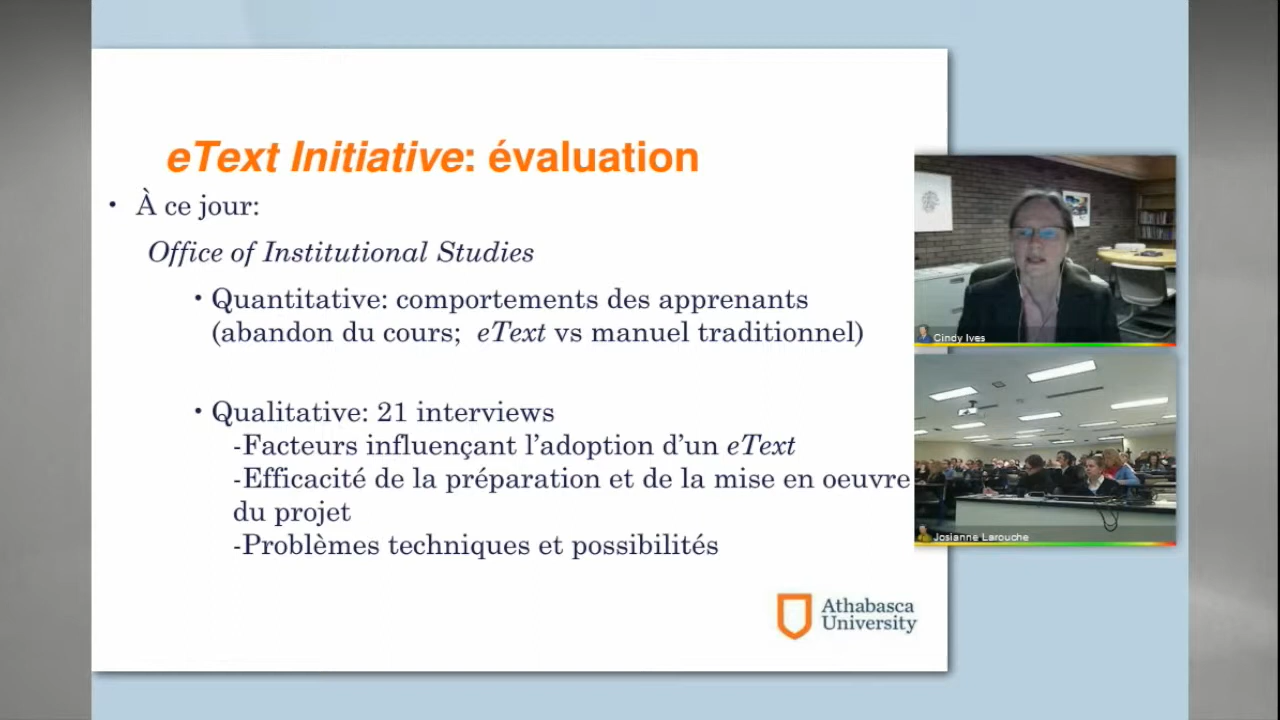 eText Initiative: évaluation
• À ce jour:
Office of Institutional Studies
• Quantitative: comportements des apprenants
(abandon du cours; eText vs manuel traditionnel)
• Qualitative: 21 interviews
-Facteurs influençant l’adoption d’un eText
-Efficacité de la préparation et de la mise en oeuvre
du projet
-Problèmes techniques et possibilités
Athabasca
University
Cindy Ives
Josianne Larouche